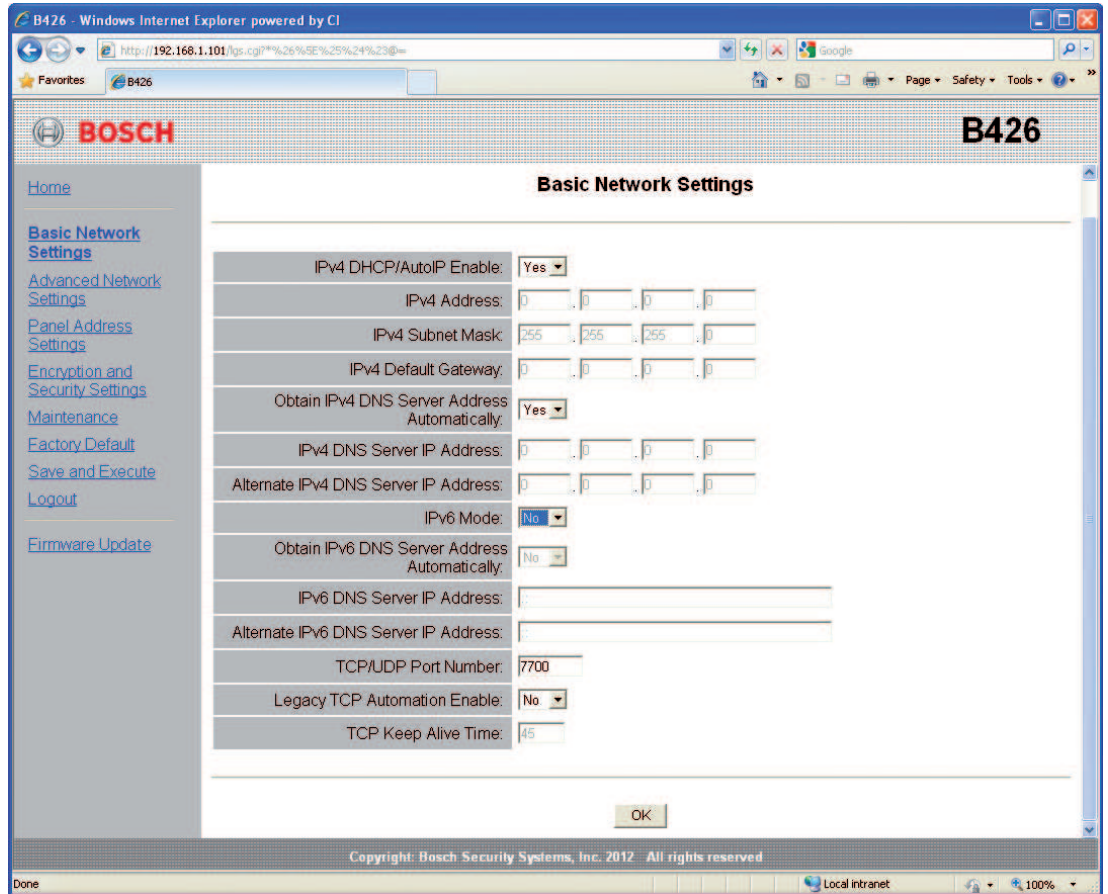 B426 - Windows Internet Explorer powered by CI
http://192.168.1.101/lgs.cgi?*%26%5E%25%24%23@=
Google
Favorites
B426
Page
Safety
Tools
»
BOSCH
B426
Home
Basic Network
Settings
Advanced Network
Settings
Panel Address
Settings
Encryption and
Security Settings
Maintenance
Factory Default
Save and Execute
Logout
Firmware Update
Basic Network Settings
IPv4 DHCP/AutoIP Enable: Yes
IPv4 Address: 0 . 0 . 0 . 0
IPv4 Subnet Mask: 255 . 255 . 255 . 0
IPv4 Default Gateway: 0 . 0 . 0 . 0
Obtain IPv4 DNS Server Address
Automatically: Yes
IPv4 DNS Server IP Address: 0 . 0 . 0 . 0
Alternate IPv4 DNS Server IP Address: 0 . 0 . 0 . 0
IPv6 Mode: No
Obtain IPv6 DNS Server Address
Automatically: No
IPv6 DNS Server IP Address:
Alternate IPv6 DNS Server IP Address:
TCP/UDP Port Number: 7700
Legacy TCP Automation Enable: No
TCP Keep Alive Time: 45
OK
Copyright: Bosch Security Systems, Inc. 2012 All rights reserved
Done
Local intranet
100%